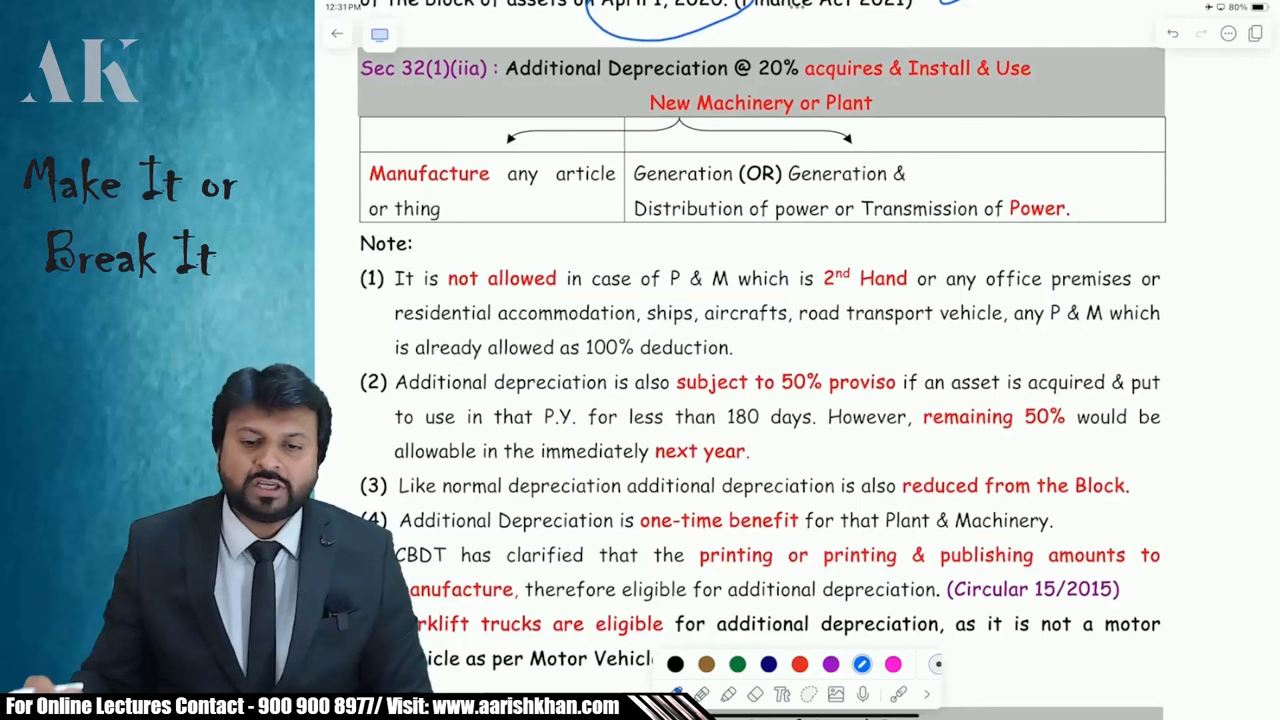 12:31PM
of the block of assets on April 1, 2020. (Finance Act 2021)
80%
AK
Make It or
Break It
Sec 32(1)(iia) : Additional Depreciation @ 20% acquires & Install & Use
New Machinery or Plant
Manufacture any article
or thing
Generation (OR) Generation &
Distribution of power or Transmission of Power.
Note:
(1) It is not allowed in case of P & M which is 2nd Hand or any office premises or
residential accommodation, ships, aircrafts, road transport vehicle, any P & M which
is already allowed as 100% deduction.
(2) Additional depreciation is also subject to 50% proviso if an asset is acquired & put
to use in that P.Y. for less than 180 days. However, remaining 50% would be
allowable in the immediately next year.
(3) Like normal depreciation additional depreciation is also reduced from the Block.
(4) Additional Depreciation is one-time benefit for that Plant & Machinery.
CBDT has clarified that the printing or printing & publishing amounts to
anufacture, therefore eligible for additional depreciation. (Circular 15/2015)
rklift trucks are eligible for additional depreciation, as it is not a motor
icle as per Motor Vehicl
Tt
For Online Lectures Contact - 900 900 8977/ Visit: www.aarishkhan.com